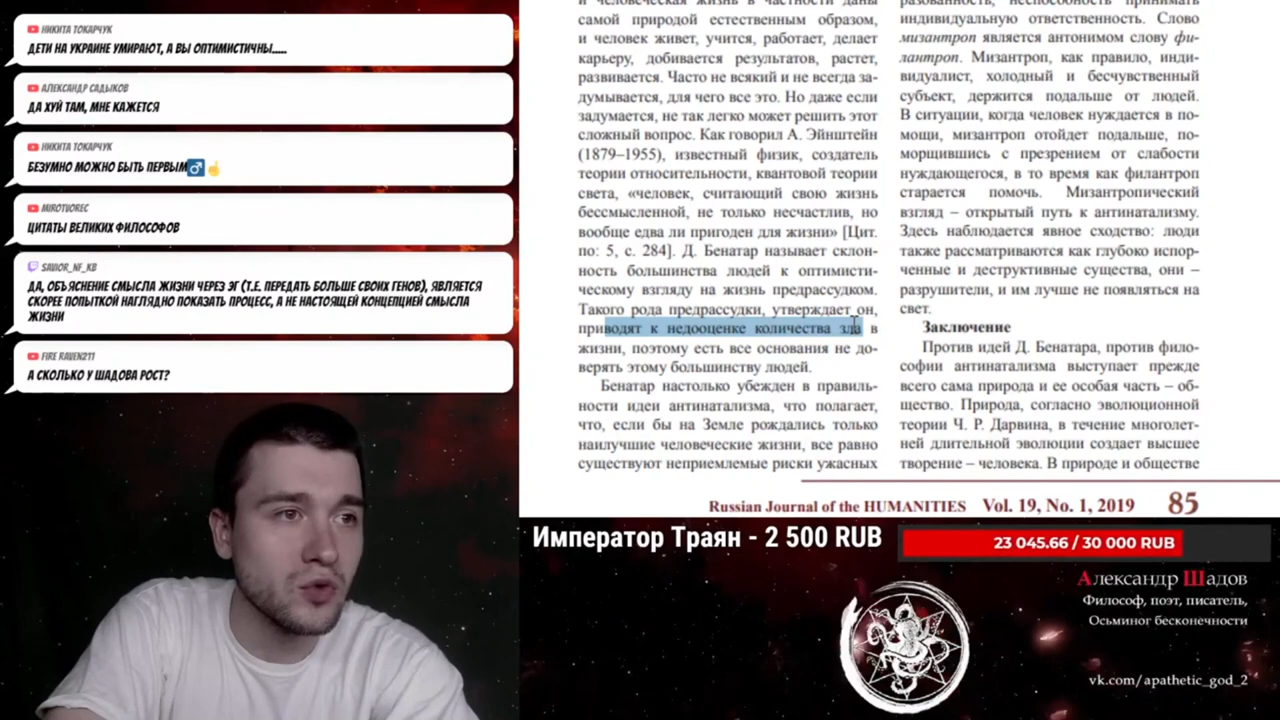 НИКИТА ТОКАРЧУК
ДЕТИ НА УКРАИНЕ УМИРАЮТ, А ВЫ ОПТИМИСТИЧНЫ.....
АЛЕКСАНДР САДЫКОВ
ДА ХУЙ ТАМ, МНЕ КАЖЕТСЯ
НИКИТА ТОКАРЧУК
БЕЗУМНО МОЖНО БЫТЬ ПЕРВЫМ
MIROTVOREC
ЦИТАТЫ ВЕЛИКИХ ФИЛОСОФОВ
SAVIOR_NF_KB
ДА, ОБЪЯСНЕНИЕ СМЫСЛА ЖИЗНИ ЧЕРЕЗ ЭГ (Т.Е. ПЕРЕДАТЬ БОЛЬШЕ СВОИХ ГЕНОВ), ЯВЛЯЕТСЯ
СКОРЕЕ ПОПЫТКОЙ НАГЛЯДНО ПОКАЗАТЬ ПРОЦЕСС, А НЕ НАСТОЯЩЕЙ КОНЦЕПЦИЕЙ СМЫСЛА
ЖИЗНИ
FIRE RAVEN211
А СКОЛЬКО У ШАДОВА РОСТ?
и человеческая жизнь в частности даны
самой природой естественным образом,
и человек живет, учится, работает, делает
карьеру, добивается результатов, растет,
развивается. Часто не всякий и не всегда за-
думывается, для чего все это. Но даже если
задумается, не так легко может решить этот
сложный вопрос. Как говорил А. Эйнштейн
(1879–1955), известный физик, создатель
теории относительности, квантовой теории
света, «человек, считающий свою жизнь
бессмысленной, не только несчастлив, но
вообще едва ли пригоден для жизни» [Цит.
по: 5, с. 284]. Д. Бенатар называет склон-
ность большинства людей к оптимисти-
ческому взгляду на жизнь предрассудком.
Такого рода предрассудки, утверждает он,
приводят к недооценке количества зла в
жизни, поэтому есть все основания не до-
верять этому большинству людей.
Бенатар настолько убежден в правиль-
ности идеи антинатализма, что полагает,
что, если бы на Земле рождались только
наилучшие человеческие жизни, все равно
существуют неприемлемые риски ужасных
разованность, неспособность принимать
индивидуальную ответственность. Слово
мизантроп является антонимом слову фи-
лантроп. Мизантроп, как правило, инди-
видуалист, холодный и бесчувственный
субъект, держится подальше от людей.
В ситуации, когда человек нуждается в по-
мощи, мизантроп отойдет подальше, по-
морщившись с презрением от слабости
нуждающегося, в то время как филантроп
старается помочь. Мизантропический
взгляд – открытый путь к антинатализму.
Здесь наблюдается явное сходство: люди
также рассматриваются как глубоко испор-
ченные и деструктивные существа, они –
разрушители, и им лучше не появляться на
свет.
Заключение
Против идей Д. Бенатара, против фило-
софии антинатализма выступает прежде
всего сама природа и ее особая часть – об-
щество. Природа, согласно эволюционной
теории Ч. Р. Дарвина, в течение многолет-
ней длительной эволюции создает высшее
творение – человека. В природе и обществе
Russian Journal of the HUMANITIES Vol. 19, No. 1, 2019 85
Император Траян - 2 500 RUB
23 045.66 / 30 000 RUB
Александр Шадов
Философ, поэт, писатель,
Осьминог бесконечности
vk.com/apathetic_god_2